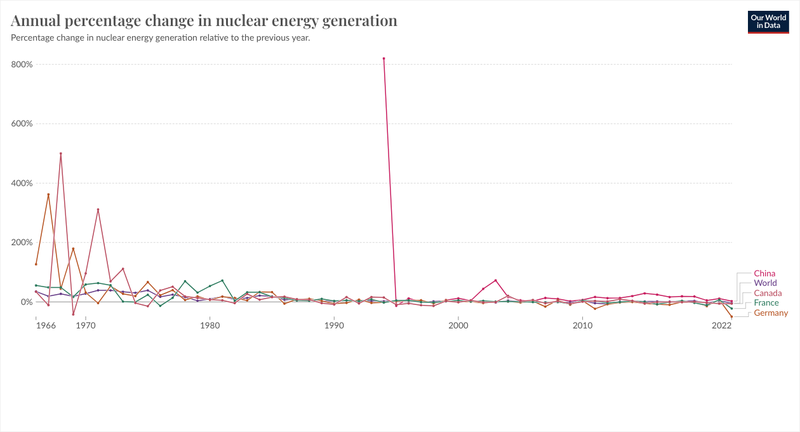 Annual percentage change in nuclear energy generation
Percentage change in nuclear energy generation relative to the previous year.
Our World
in Data
800%
600%
400%
200%
0%
1966
1970
1980
1990
2000
2010
2022
China
World
Canada
France
Germany